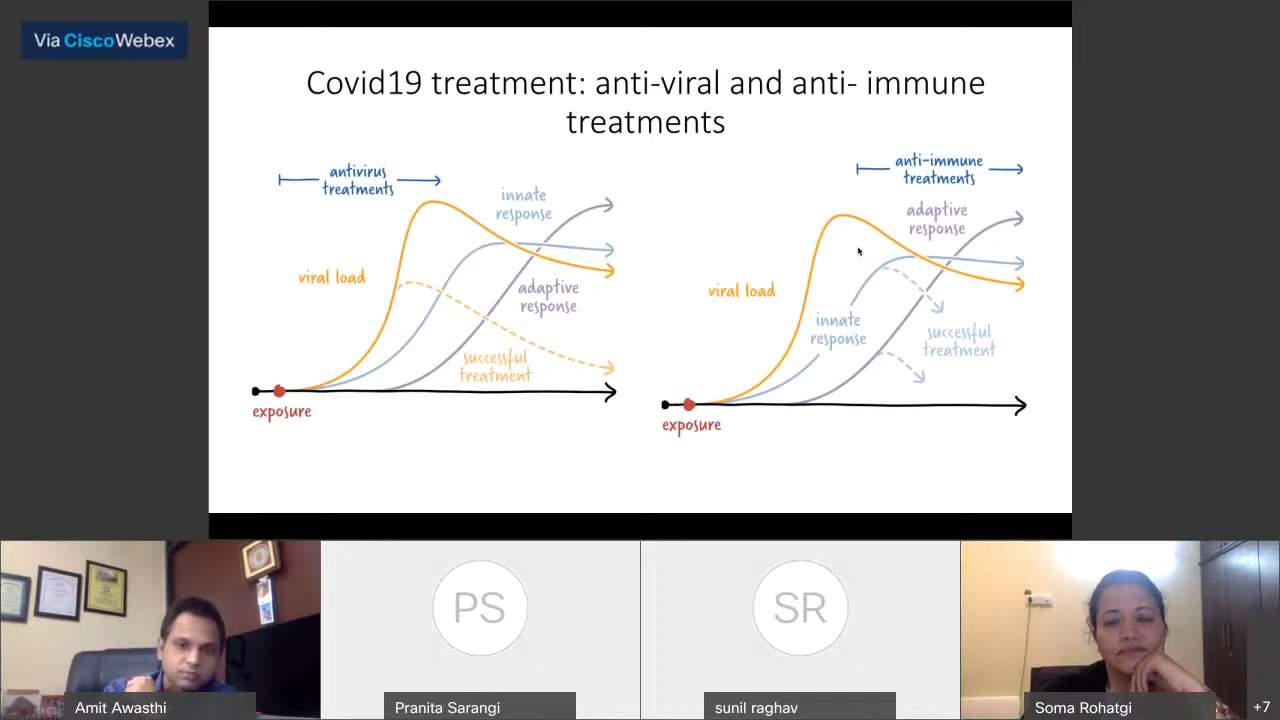 Via Cisco Webex
Covid19 treatment: anti-viral and anti- immune
treatments
antivirus
treatments
innate
response
viral load
adaptive
response
successful
treatment
exposure
anti-immune
treatments
adaptive
response
viral load
innate
response
successful
treatment
exposure
PS
SR
Amit Awasthi
Pranita Sarangi
sunil raghav
Soma Rohatgi
+7